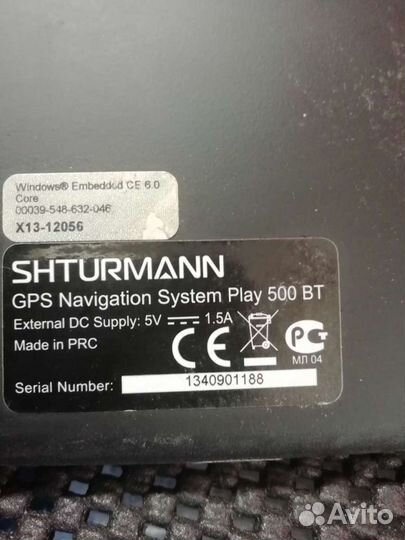 Windows® Embedded CE 6.0
Core
00039-548-632-046
X13-12056
SHTURMANN
GPS Navigation System Play 500 BT
External DC Supply: 5V ⎓ 1.5A
Made in PRC
CE
РС
МЛ 04
Serial Number: 1340901188
Avito